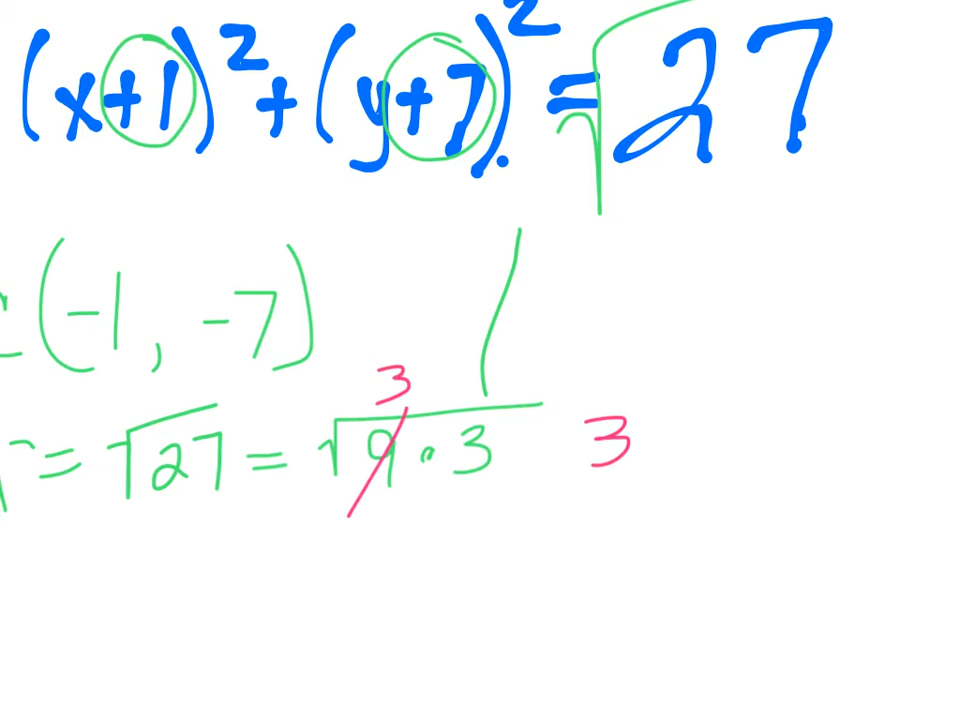 (x+1)² + (y+7)² = √27
(-1, -7)
r = √27 = √9·3 3
3